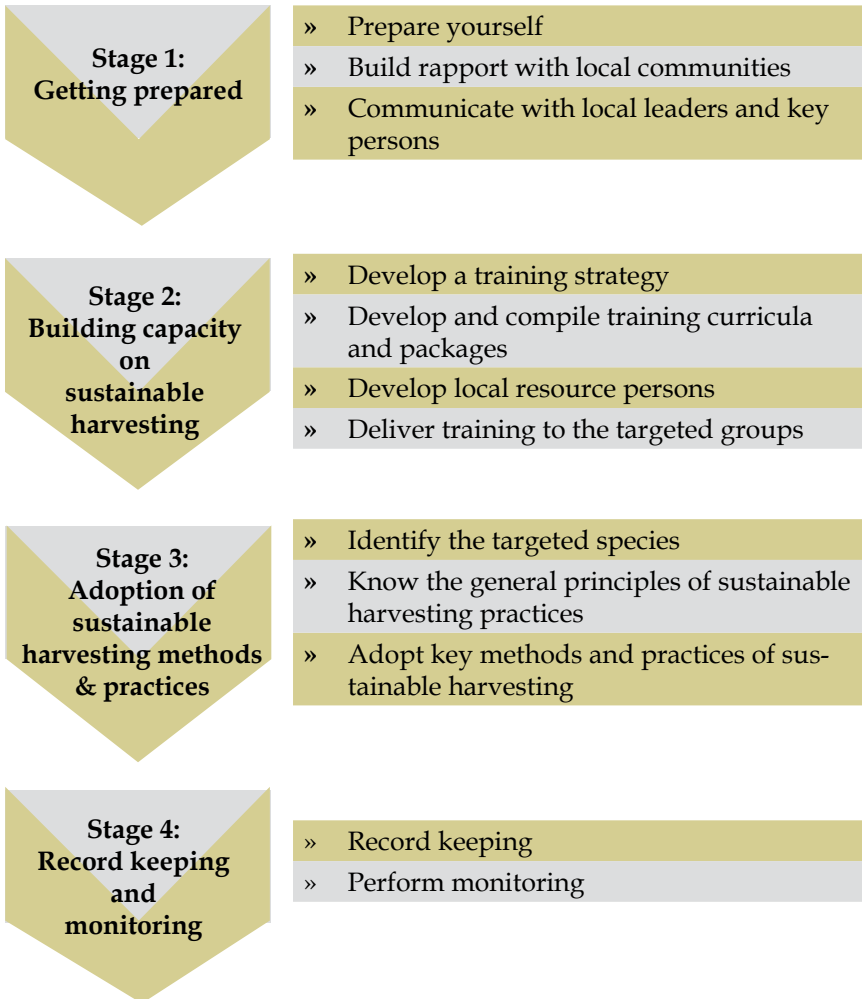 Stage 1:
Getting prepared
» Prepare yourself
» Build rapport with local communities
» Communicate with local leaders and key
persons
Stage 2:
Building capacity
on
sustainable
harvesting
» Develop a training strategy
» Develop and compile training curricula
and packages
» Develop local resource persons
» Deliver training to the targeted groups
Stage 3:
Adoption of
sustainable
harvesting methods
& practices
» Identify the targeted species
» Know the general principles of sustainable
harvesting practices
» Adopt key methods and practices of sus-
tainable harvesting
Stage 4:
Record keeping
and
monitoring
» Record keeping
» Perform monitoring